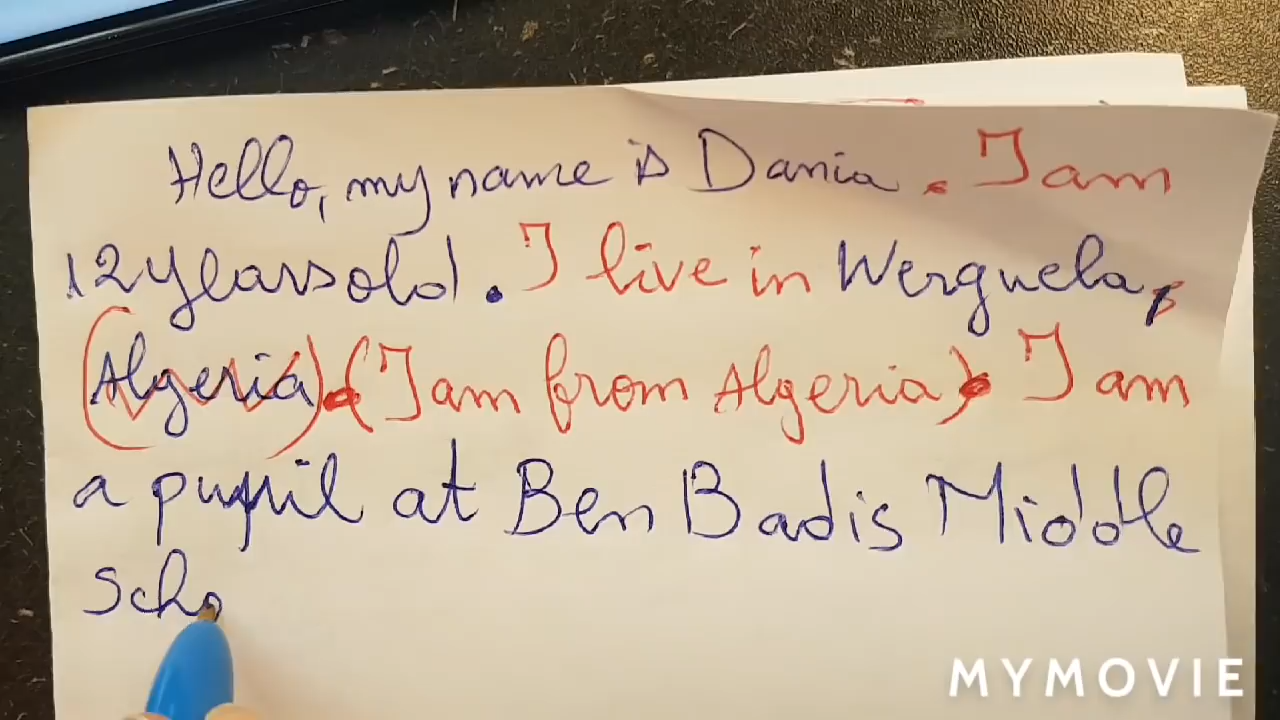 Hello, my name is Dania. I am
12 years old. I live in Werguela,
(Algeria). (I am from Algeria). I am
a pupil at Ben Badis Middle
Scho
MYMOVIE